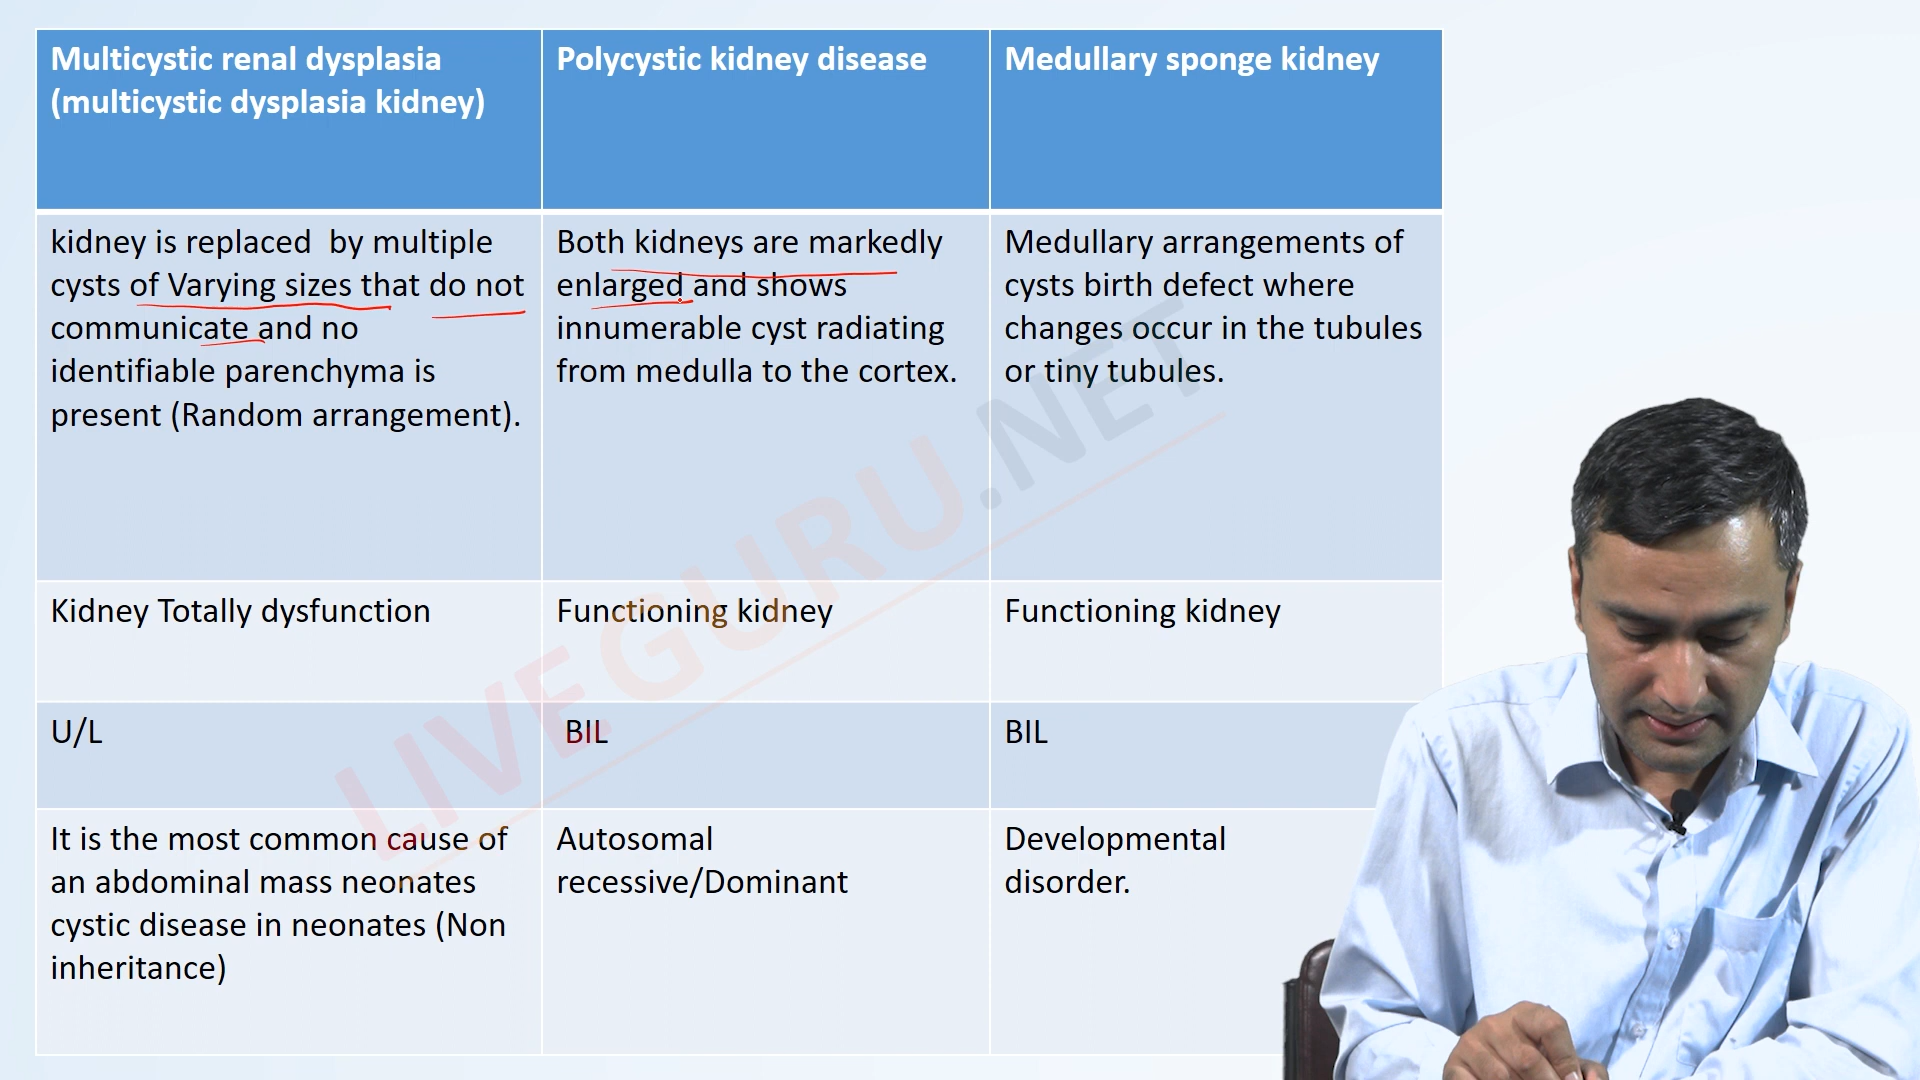 Multicystic renal dysplasia
(multicystic dysplasia kidney)
Polycystic kidney disease
Medullary sponge kidney
kidney is replaced  by multiple
cysts of Varying sizes that do not
communicate and no
identifiable parenchyma is
present (Random arrangement).
Both kidneys are markedly
enlarged and shows
innumerable cyst radiating
from medulla to the cortex.
Medullary arrangements of
cysts birth defect where
changes occur in the tubules
or tiny tubules.
Kidney Totally dysfunction
Functioning kidney
Functioning kidney
U/L
BIL
BIL
It is the most common cause of
an abdominal mass neonates
cystic disease in neonates (Non
inheritance)
Autosomal
recessive/Dominant
Developmental
disorder.
LIVEGURU.NET